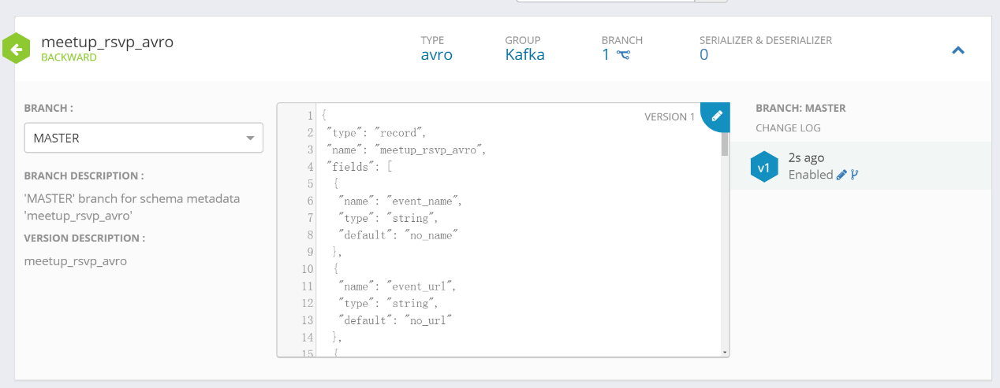 meetup_rsvp_avro
BACKWARD
TYPE
avro
GROUP
Kafka
BRANCH
1
SERIALIZER & DESERIALIZER
0
BRANCH :
MASTER
BRANCH DESCRIPTION :
'MASTER' branch for schema metadata
'meetup_rsvp_avro'
VERSION DESCRIPTION :
meetup_rsvp_avro
VERSION 1
1 {
2 "type": "record",
3 "name": "meetup_rsvp_avro",
4 "fields": [
5 {
6 "name": "event_name",
7 "type": "string",
8 "default": "no_name"
9 },
10 {
11 "name": "event_url",
12 "type": "string",
13 "default": "no_url"
14 },
15 {
BRANCH: MASTER
CHANGE LOG
v1
2s ago
Enabled